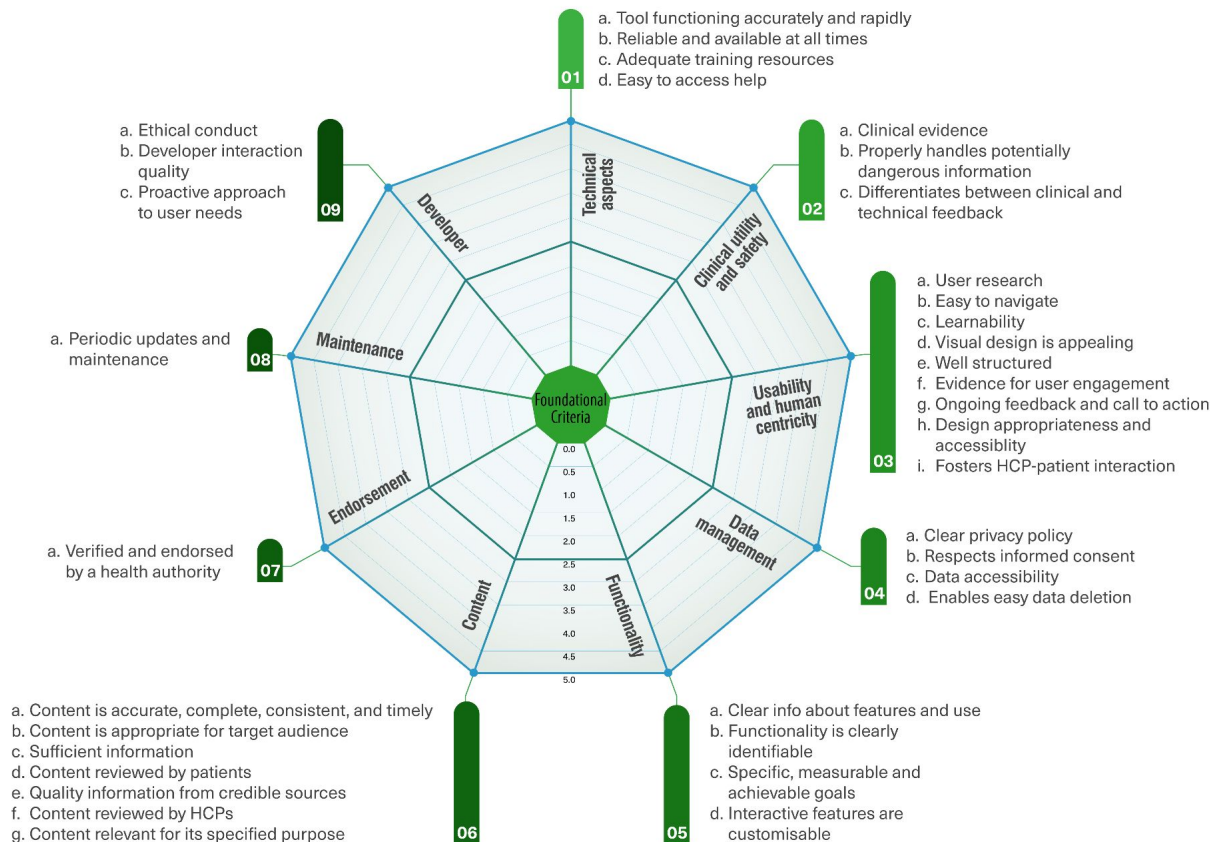 a. Tool functioning accurately and rapidly
b. Reliable and available at all times
c. Adequate training resources
d. Easy to access help
01
a. Clinical evidence
b. Properly handles potentially
dangerous information
c. Differentiates between clinical and
technical feedback
02
a. User research
b. Easy to navigate
c. Learnability
d. Visual design is appealing
e. Well structured
f. Evidence for user engagement
g. Ongoing feedback and call to action
h. Design appropriateness and
accessiblity
i. Fosters HCP-patient interaction
03
a. Clear privacy policy
b. Respects informed consent
c. Data accessibility
d. Enables easy data deletion
04
a. Clear info about features and use
b. Functionality is clearly
identifiable
c. Specific, measurable and
achievable goals
d. Interactive features are
customisable
05
a. Content is accurate, complete, consistent, and timely
b. Content is appropriate for target audience
c. Sufficient information
d. Content reviewed by patients
e. Quality information from credible sources
f. Content reviewed by HCPs
g. Content relevant for its specified purpose
06
a. Verified and endorsed
by a health authority
07
a. Periodic updates and
maintenance
08
a. Ethical conduct
b. Developer interaction
quality
c. Proactive approach
to user needs
09
Technical
aspects
Clinical utility
and safety
Usability
and human
centricity
Data
management
Functionality
Content
Endorsement
Maintenance
Developer
Foundational
Criteria
0.0
0.5
1.0
1.5
2.0
2.5
3.0
3.5
4.0
4.5
5.0